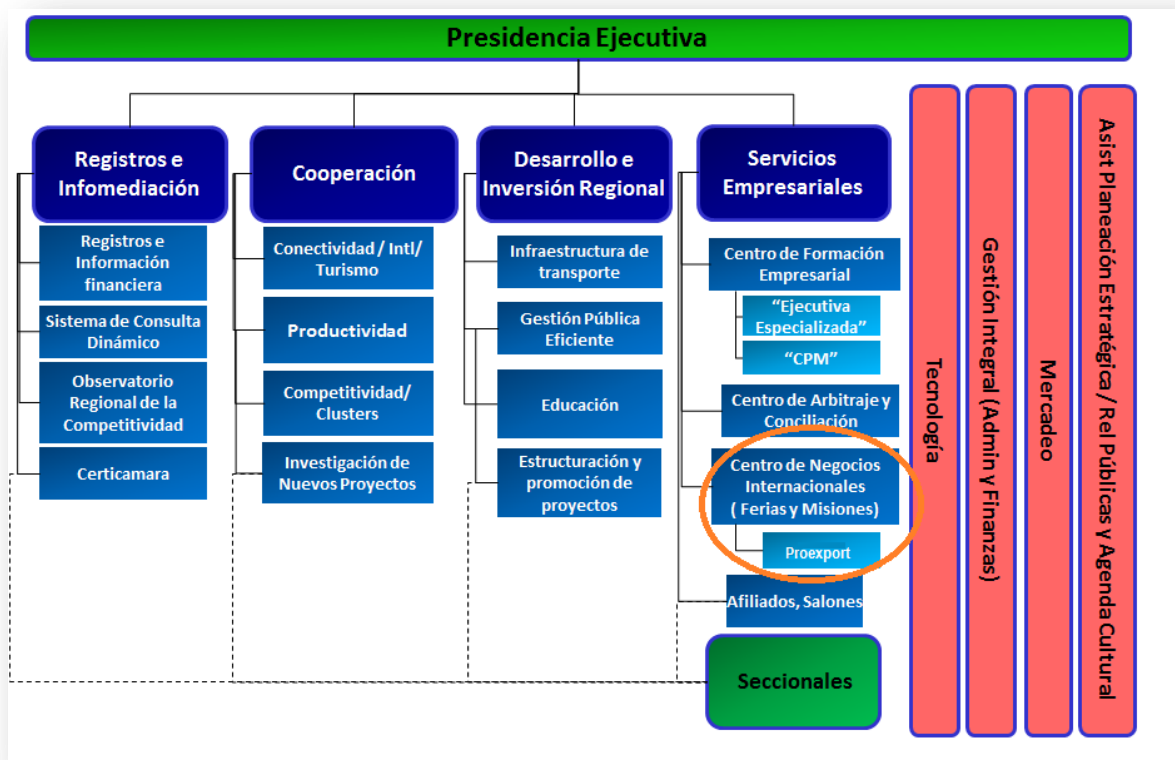 Presidencia Ejecutiva
Registros e
Infomediación
Registros e
Información
financiera
Sistema de Consulta
Dinámico
Observatorio
Regional de la
Competitividad
Certicamara
Cooperación
Conectividad / Intl/
Turismo
Productividad
Competitividad/
Clusters
Investigación de
Nuevos Proyectos
Desarrollo e
Inversión Regional
Infraestructura de
transporte
Gestión Pública
Eficiente
Educación
Estructuración y
promoción de
proyectos
Servicios
Empresariales
Centro de Formación
Empresarial
“Ejecutiva
Especializada”
“CPM”
Centro de Arbitraje y
Conciliación
Centro de Negocios
Internacionales
( Ferias y Misiones)
Proexport
Afiliados, Salones
Seccionales
Tecnología
Gestión Integral (Admin y Finanzas)
Mercadeo
Asist Planeación Estratégica / Rel Públicas y Agenda Cultural